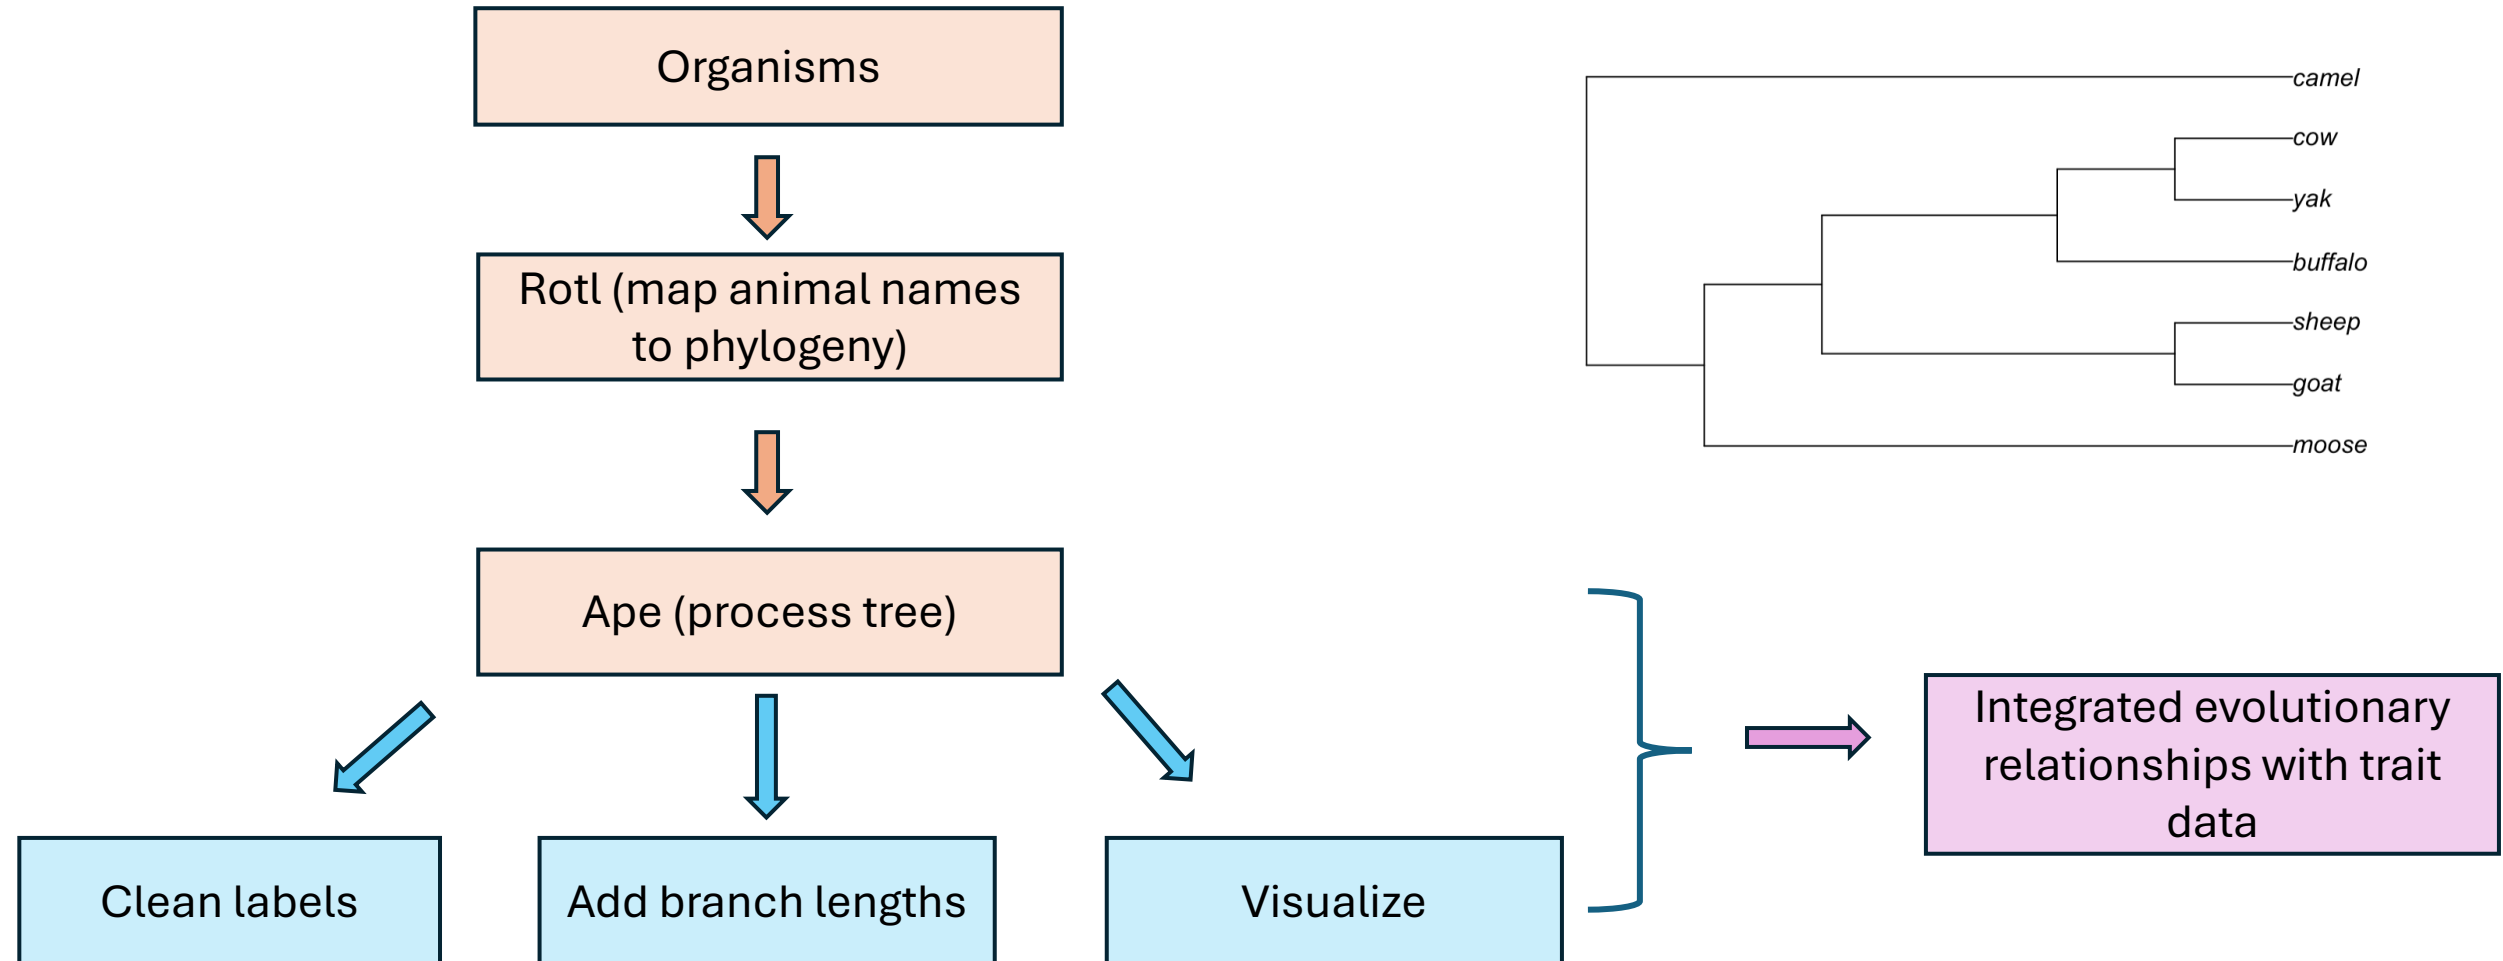 Organisms
Rotl (map animal names
to phylogeny)
Ape (process tree)
Clean labels
Add branch lengths
Visualize
camel
cow
yak
buffalo
sheep
goat
moose
Integrated evolutionary
relationships with trait
data